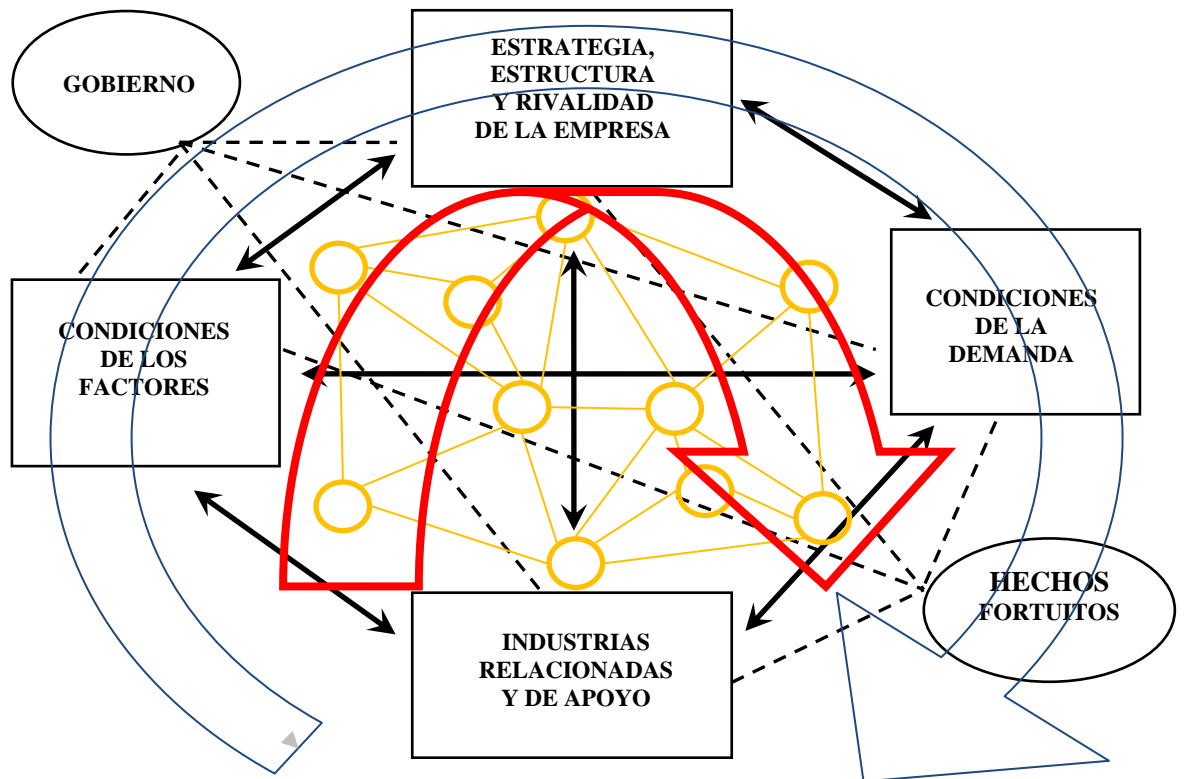 GOBIERNO
ESTRATEGIA,
ESTRUCTURA
Y RIVALIDAD
DE LA EMPRESA
CONDICIONES
DE LOS
FACTORES
CONDICIONES
DE LA
DEMANDA
HECHOS
FORTUITOS
INDUSTRIAS
RELACIONADAS
Y DE APOYO